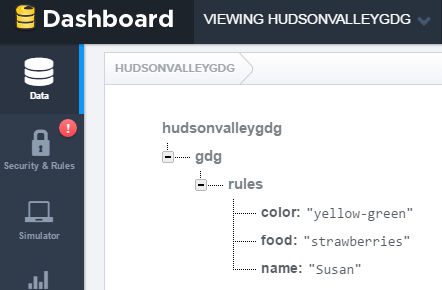 Dashboard
VIEWING HUDSONVALLEYGDG
Data
HUDSONVALLEYGDG
!
Security & Rules
Simulator
hudsonvalleygdg
gdg
rules
color: "yellow-green"
food: "strawberries"
name: "Susan"